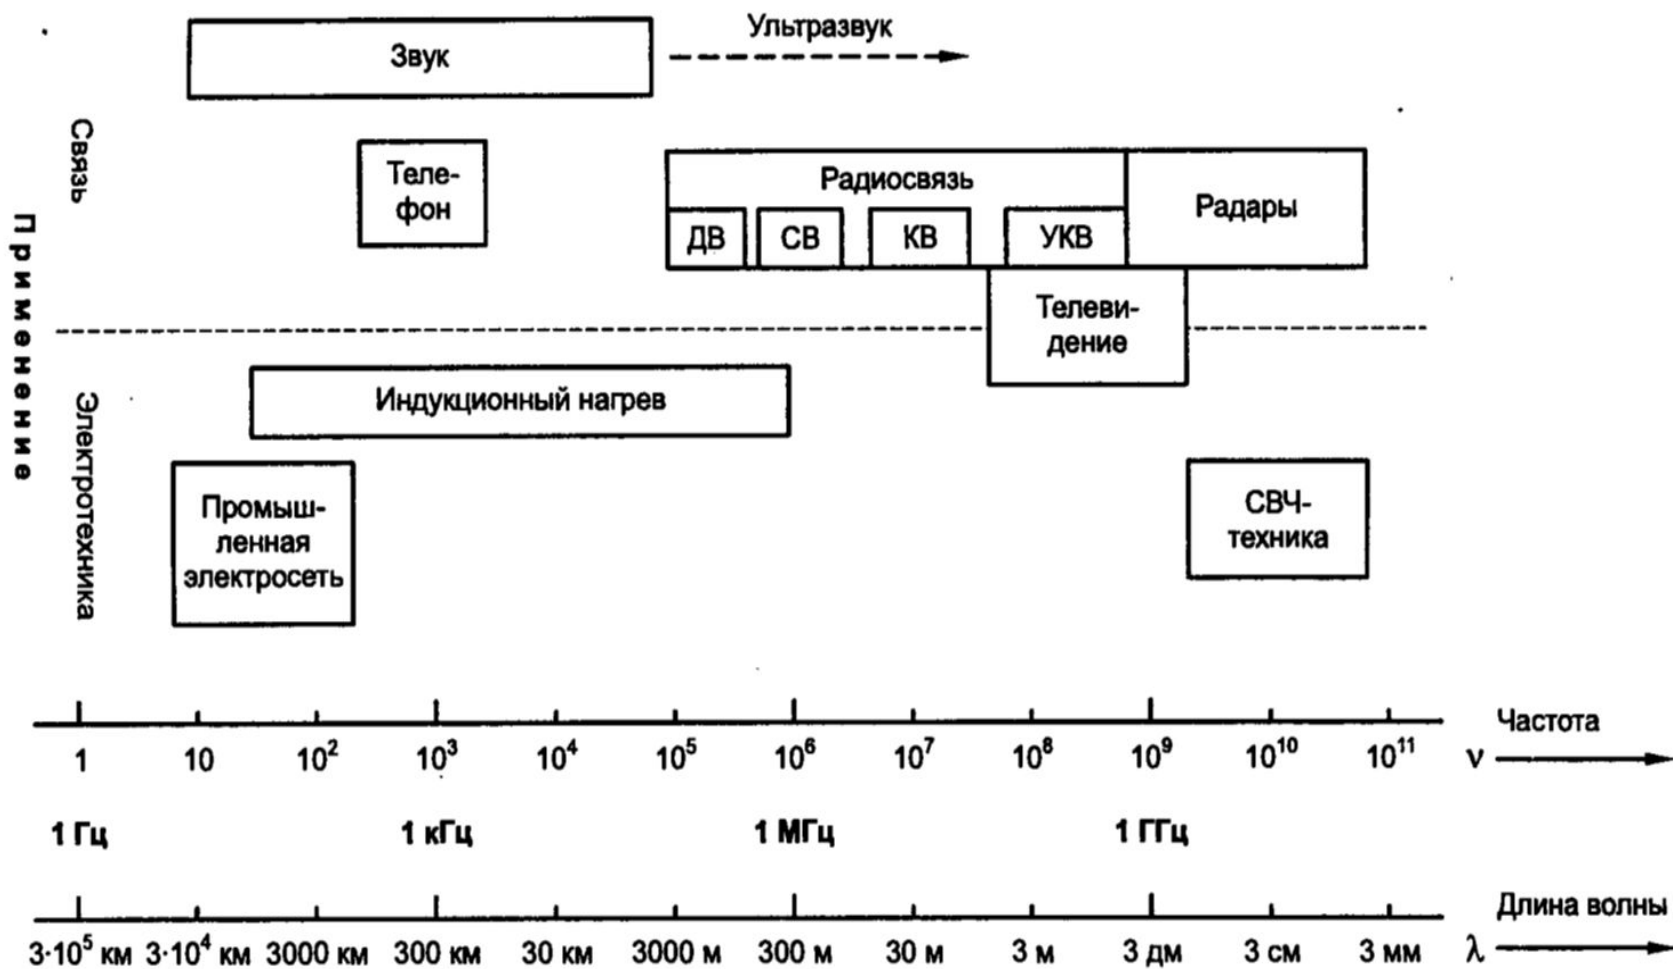 Звук
Ультразвук
Применение
Связь
Теле-
фон
Радиосвязь
ДВ СВ КВ УКВ
Радары
Телеви-
дение
Электротехника
Индукционный нагрев
Промыш-
ленная
электросеть
СВЧ-
техника
Частота
1 10 10² 10³ 10⁴ 10⁵ 10⁶ 10⁷ 10⁸ 10⁹ 10¹⁰ 10¹¹ ν
1 Гц 1 кГц 1 МГц 1 ГГц
Длина волны
3·10⁵ км 3·10⁴ км 3000 км 300 км 30 км 3000 м 300 м 30 м 3 м 3 дм 3 см 3 мм λ